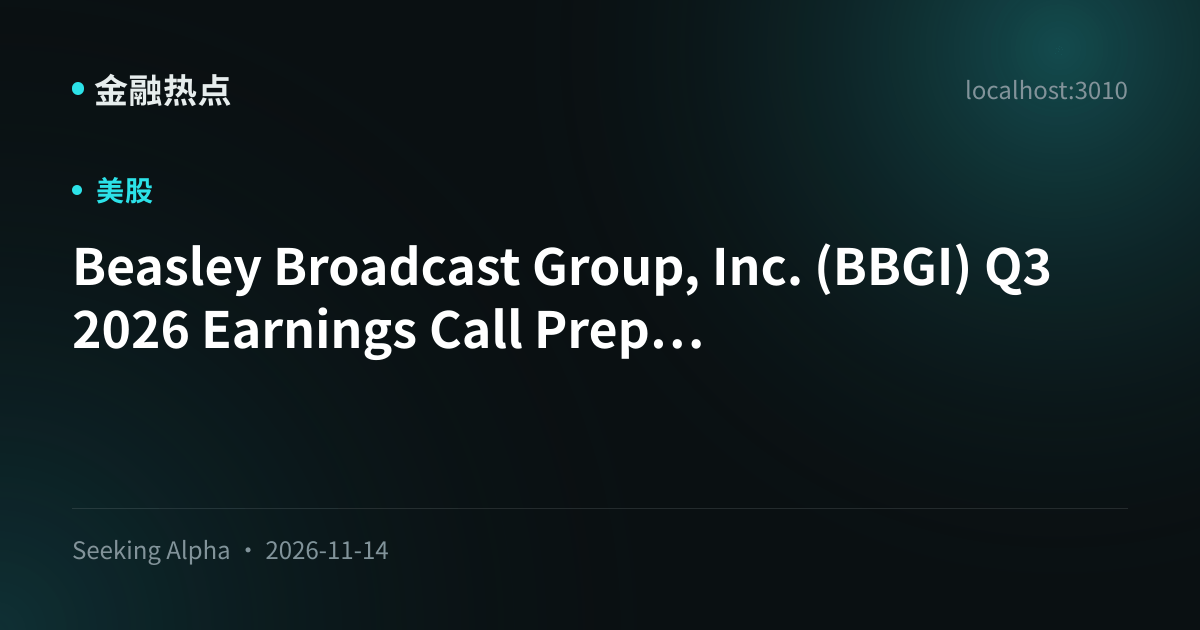 金融热点
localhost:3010
美股
Beasley Broadcast Group, Inc. (BBGI) Q3
2026 Earnings Call Prep…
Seeking Alpha · 2026-11-14